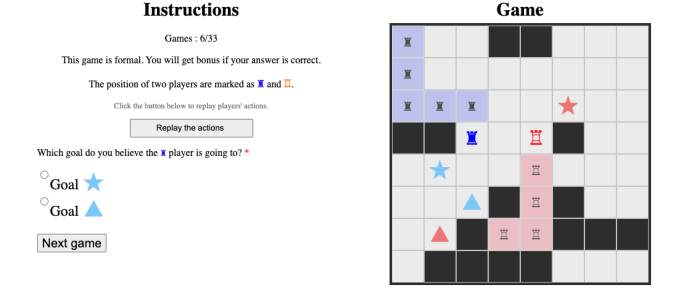 Instructions
Games : 6/33
This game is formal. You will get bonus if your answer is correct.
The position of two players are marked as ♜ and ♖.
Click the button below to replay players' actions.
Replay the actions
Which goal do you believe the ♜ player is going to? *
Goal
Goal
Next game
Game